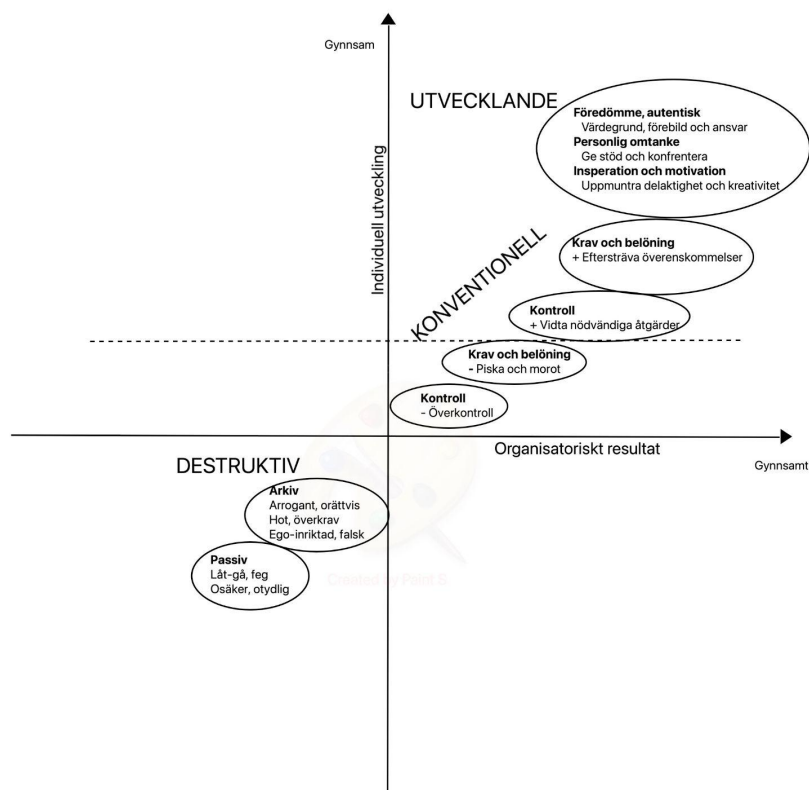 Gynnsam
UTVECKLANDE
Föredömme, autentisk
Värdegrund, förebild och ansvar
Personlig omtanke
Ge stöd och konfrentera
Insperation och motivation
Uppmuntra delaktighet och kreativitet
Individuell utveckling
KONVENTIONELL
Krav och belöning
+ Eftersträva överenskommelser
Kontroll
+ Vidta nödvändiga åtgärder
Krav och belöning
- Piska och morot
Kontroll
- Överkontroll
Organisatoriskt resultat
Gynnsamt
DESTRUKTIV
Arkiv
Arrogant, orättvis
Hot, överkrav
Ego-inriktad, falsk
Passiv
Låt-gå, feg
Osäker, otydlig
Created by Paint S